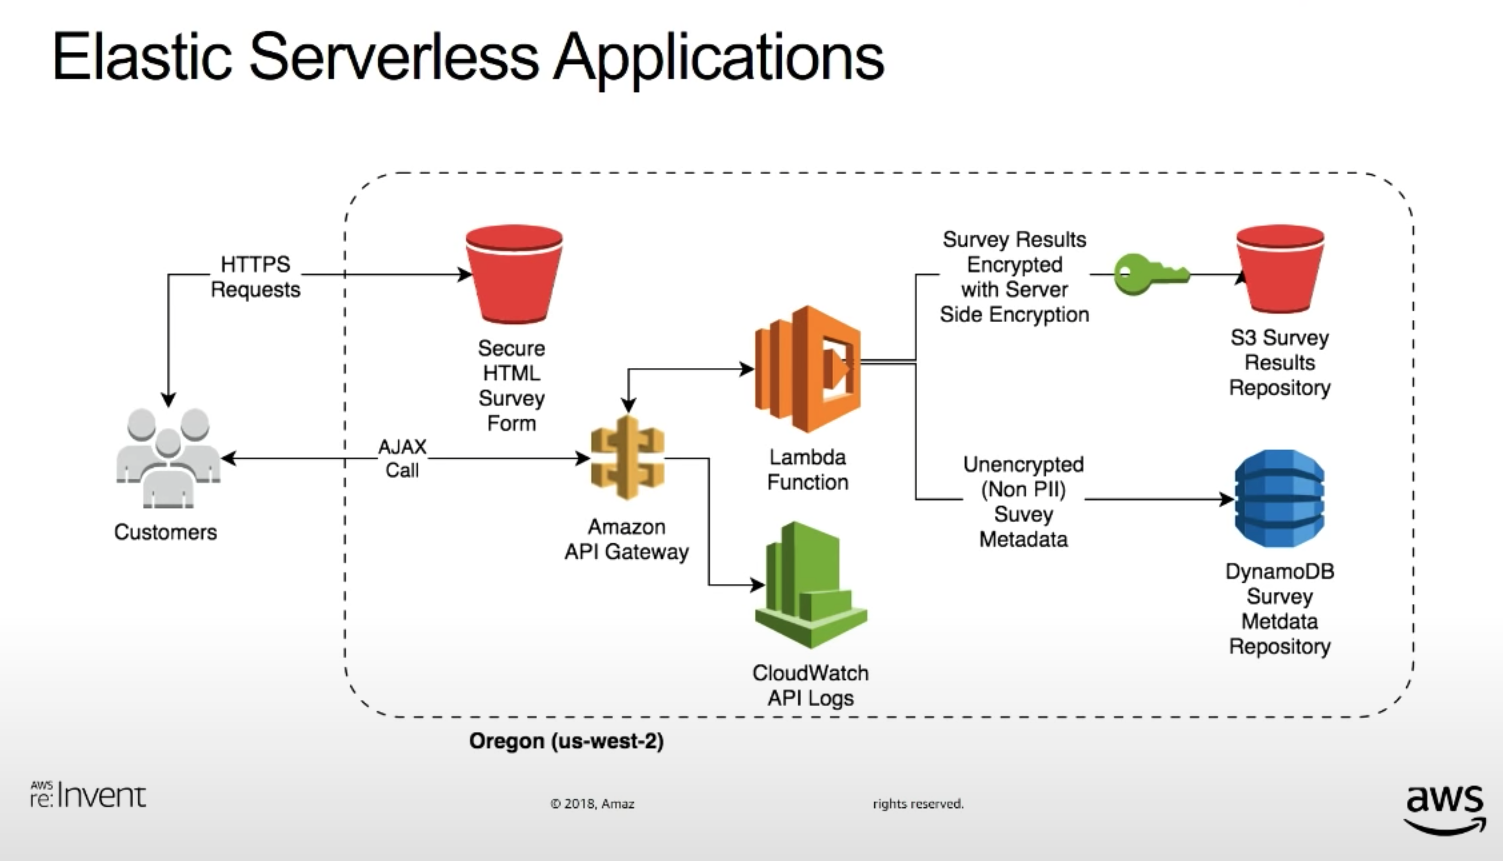 Elastic Serverless Applications
HTTPS
Requests
Secure
HTML
Survey
Form
Survey Results
Encrypted
with Server
Side Encryption
S3 Survey
Results
Repository
Customers
AJAX
Call
Amazon
API Gateway
Lambda
Function
Unencrypted
(Non PII)
Suvey
Metadata
DynamoDB
Survey
Metdata
Repository
CloudWatch
API Logs
Oregon (us-west-2)
AWS
re:Invent
© 2018, Amaz
rights reserved.
aws